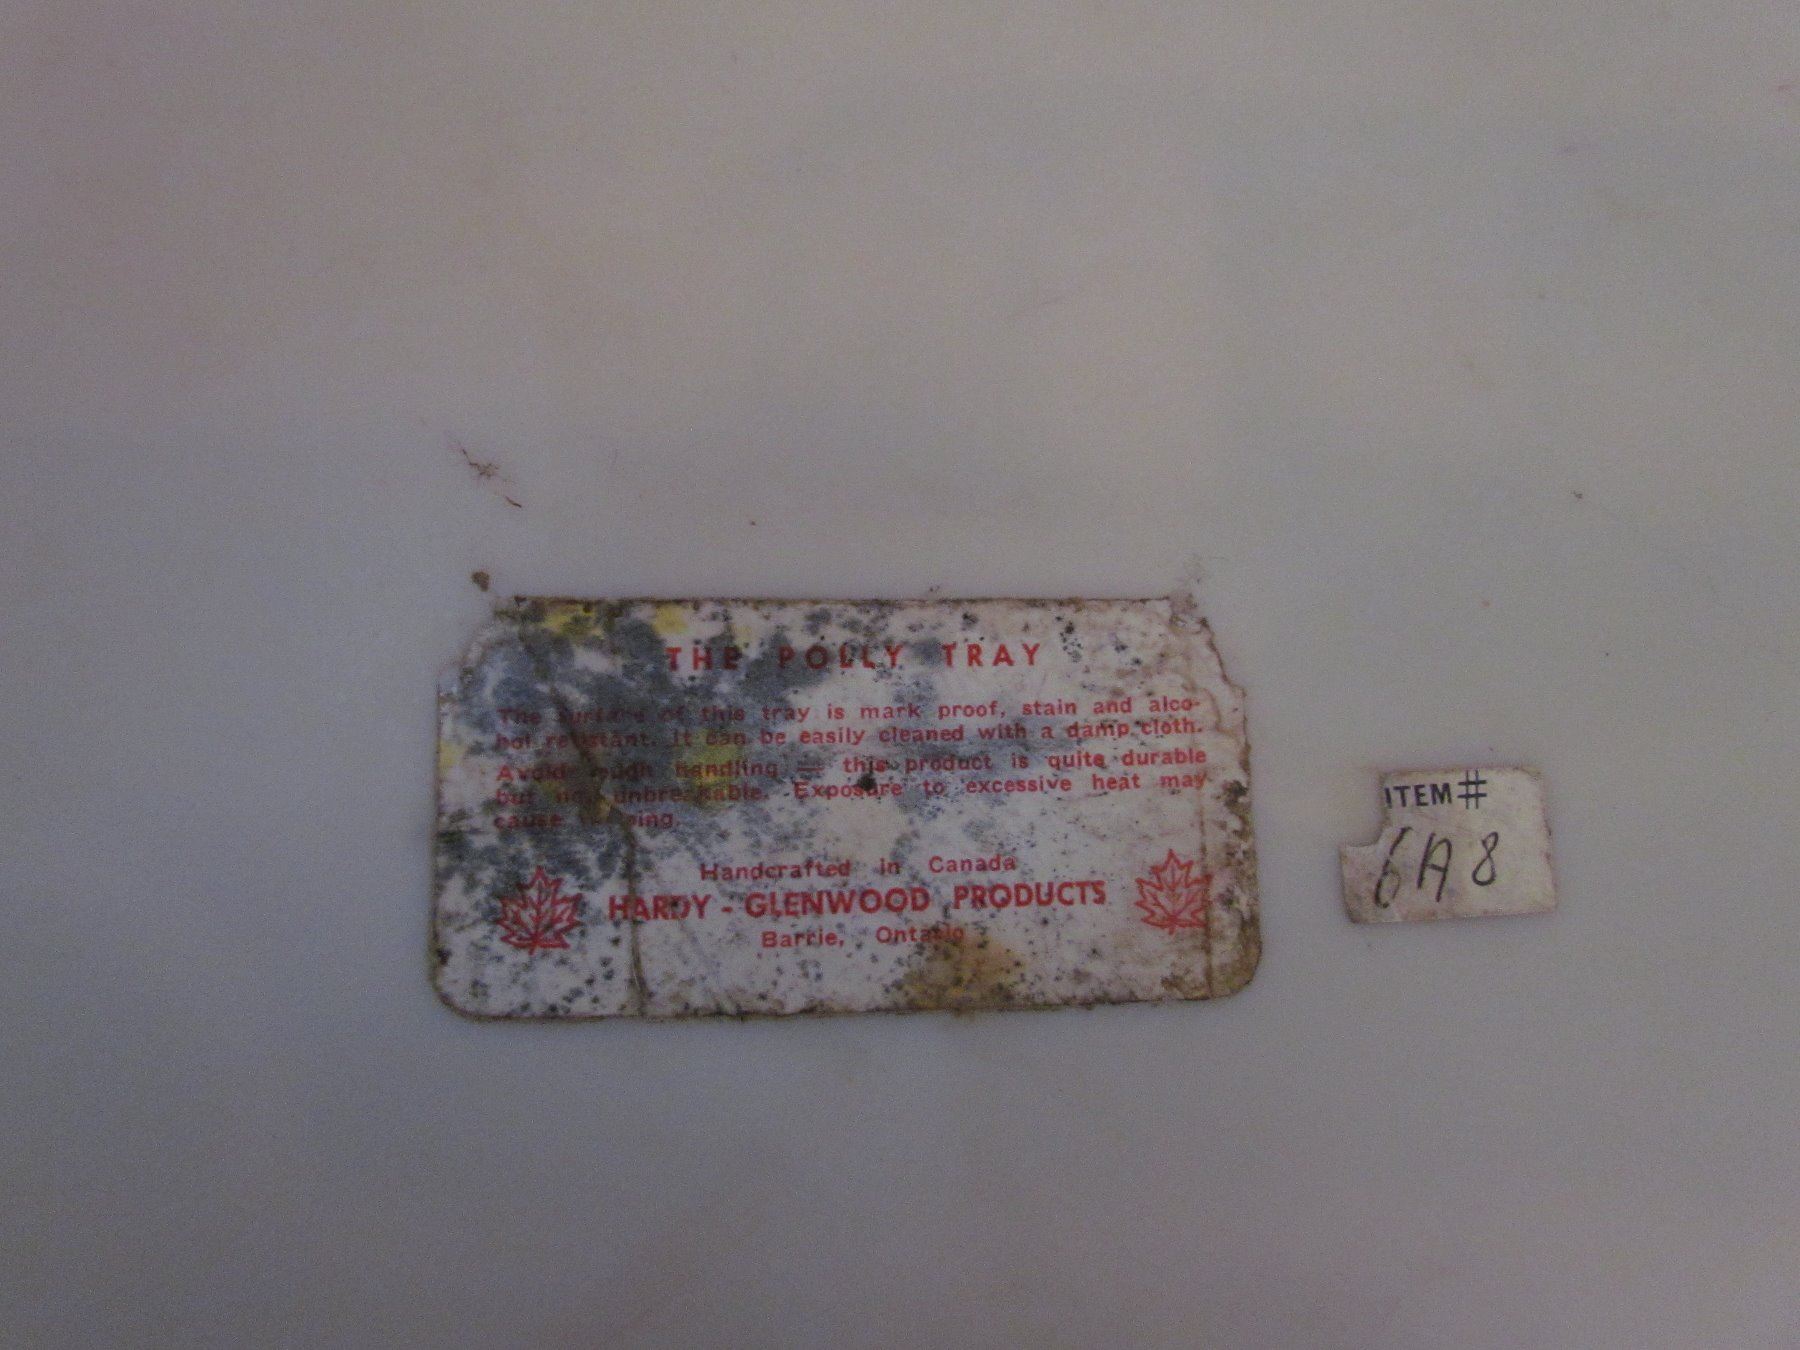 THE POLLY TRAY
The surface of this tray is mark proof, stain and alco-
hol resistant. It can be easily cleaned with a damp cloth.
Avoid rough handling — this product is quite durable
but not unbreakable. Exposure to excessive heat may
cause
Handcrafted in Canada
HARDY - GLENWOOD PRODUCTS
Barrie, Ontario
ITEM#
6A8